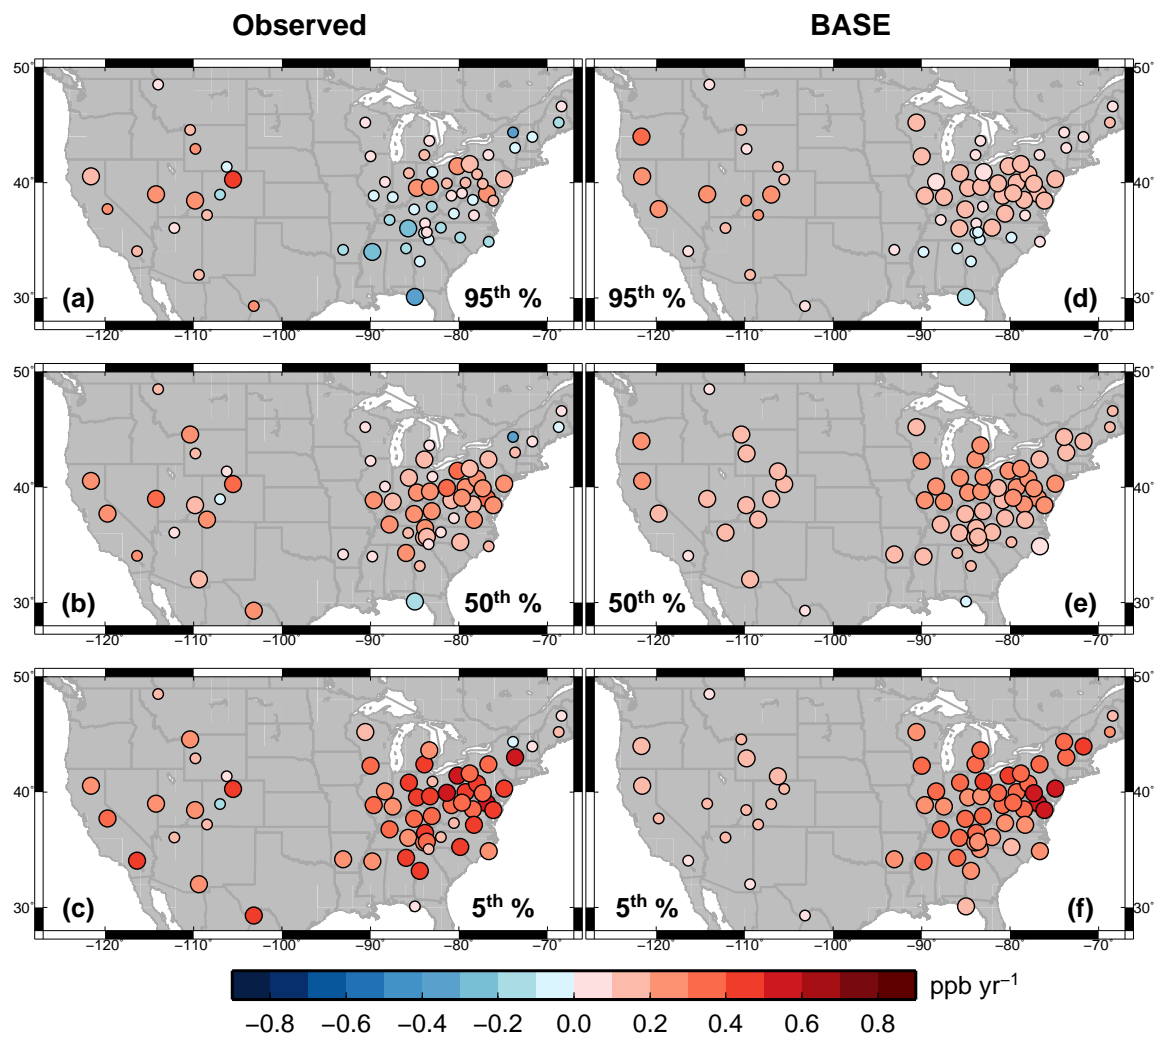 Observed BASE
50° 50°
40° 40°
30° 30°
(a) 95th % 95th % (d)
−120 −110 −100 −90 −80 −70 −120 −110 −100 −90 −80 −70
50° 50°
40° 40°
30° 30°
(b) 50th % 50th % (e)
−120 −110 −100 −90 −80 −70 −120 −110 −100 −90 −80 −70
50° 50°
40° 40°
30° 30°
(c) 5th % 5th % (f)
−120 −110 −100 −90 −80 −70 −120 −110 −100 −90 −80 −70
ppb yr−1
−0.8 −0.6 −0.4 −0.2 0.0 0.2 0.4 0.6 0.8